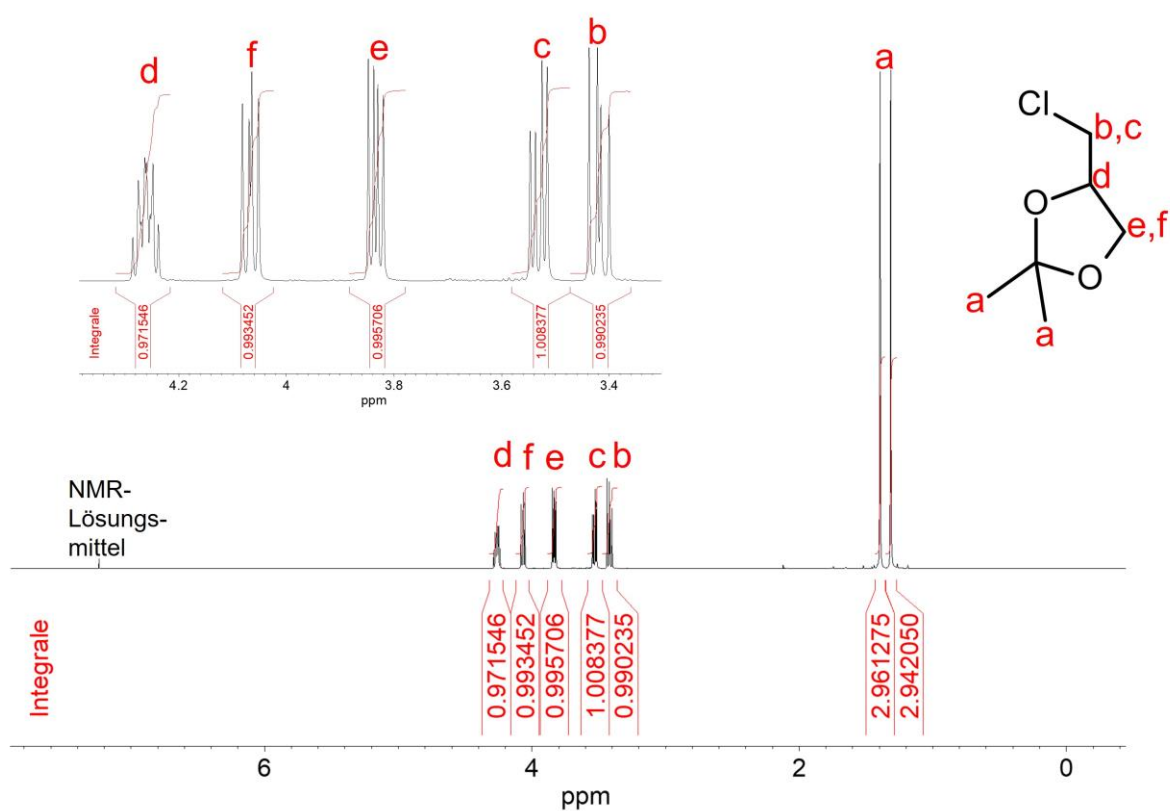 d
f
e
c
b
Integrale
0.971546
0.993452
0.995706
1.008377
0.990235
4.2
4
3.8
3.6
3.4
ppm
a
Cl
b,c
d
O
e,f
O
a
a
NMR-
Lösungs-
mittel
d
f
e
c
b
Integrale
0.971546
0.993452
0.995706
1.008377
0.990235
2.961275
2.942050
6
4
2
0
ppm